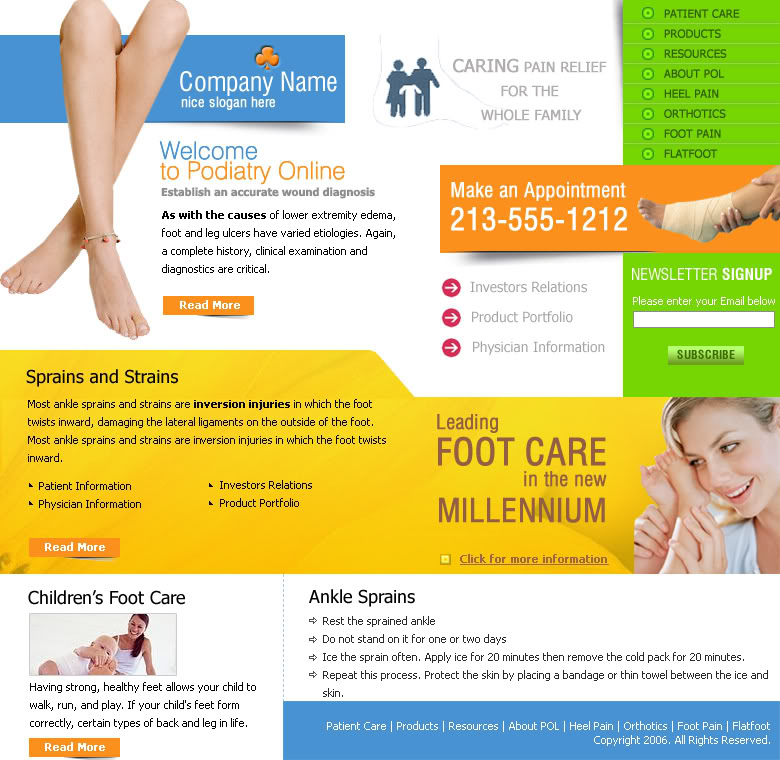 Company Name
nice slogan here
CARING PAIN RELIEF
FOR THE
WHOLE FAMILY
PATIENT CARE
PRODUCTS
RESOURCES
ABOUT POL
HEEL PAIN
ORTHOTICS
FOOT PAIN
FLATFOOT
Welcome
to Podiatry Online
Establish an accurate wound diagnosis
As with the causes of lower extremity edema,
foot and leg ulcers have varied etiologies. Again,
a complete history, clinical examination and
diagnostics are critical.
Read More
Make an Appointment
213-555-1212
Investors Relations
Product Portfolio
Physician Information
NEWSLETTER SIGNUP
Please enter your Email below
SUBSCRIBE
Sprains and Strains
Most ankle sprains and strains are inversion injuries in which the foot
twists inward, damaging the lateral ligaments on the outside of the foot.
Most ankle sprains and strains are inversion injuries in which the foot twists
inward.
Patient Information
Physician Information
Investors Relations
Product Portfolio
Read More
Leading
FOOT CARE
in the new
MILLENNIUM
Click for more information
Children's Foot Care
Having strong, healthy feet allows your child to
walk, run, and play. If your child's feet form
correctly, certain types of back and leg in life.
Read More
Ankle Sprains
Rest the sprained ankle
Do not stand on it for one or two days
Ice the sprain often. Apply ice for 20 minutes then remove the cold pack for 20 minutes.
Repeat this process. Protect the skin by placing a bandage or thin towel between the ice and
skin.
Patient Care | Products | Resources | About POL | Heel Pain | Orthotics | Foot Pain | Flatfoot
Copyright 2006. All Rights Reserved.